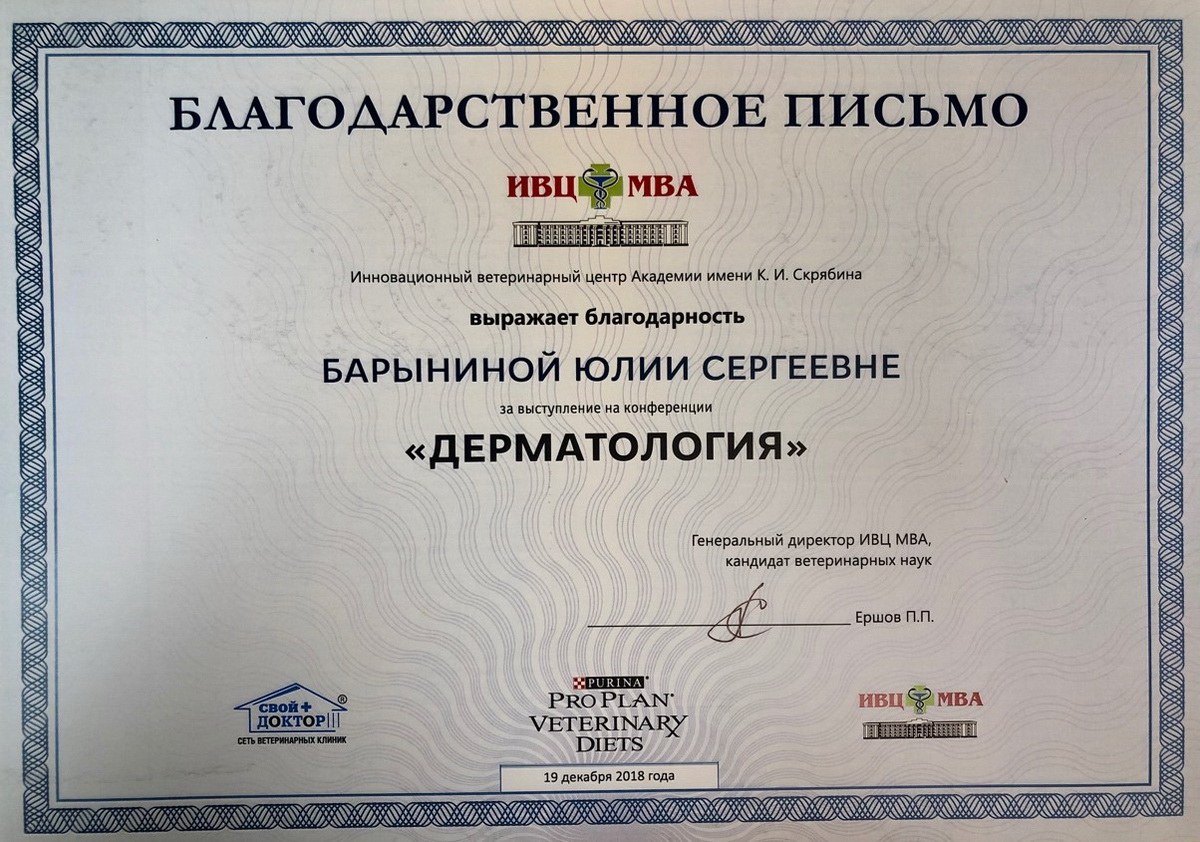 БЛАГОДАРСТВЕННОЕ ПИСЬМО
ИВЦ МВА
Инновационный ветеринарный центр Академии имени К. И. Скрябина
выражает благодарность
БАРЫНИНОЙ ЮЛИИ СЕРГЕЕВНЕ
за выступление на конференции
«ДЕРМАТОЛОГИЯ»
Генеральный директор ИВЦ МВА,
кандидат ветеринарных наук
Ершов П.П.
СВОЙ+
ДОКТОР
®
СЕТЬ ВЕТЕРИНАРНЫХ КЛИНИК
PURINA®
PRO PLAN®
VETERINARY
DIETS
ИВЦ МВА
19 декабря 2018 года